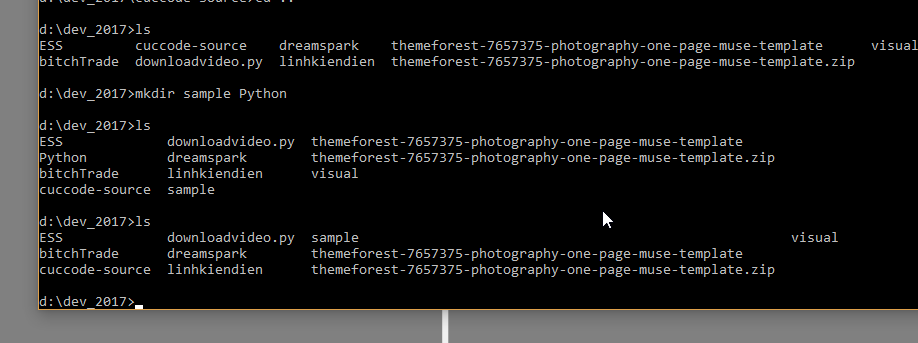 d:\dev_2017>ls
ESS cuccode-source dreamspark themeforest-7657375-photography-one-page-muse-template visual
bitchTrade downloadvideo.py linhkiendien themeforest-7657375-photography-one-page-muse-template.zip
d:\dev_2017>mkdir sample Python
d:\dev_2017>ls
ESS downloadvideo.py themeforest-7657375-photography-one-page-muse-template
Python dreamspark themeforest-7657375-photography-one-page-muse-template.zip
bitchTrade linhkiendien visual
cuccode-source sample
d:\dev_2017>ls
ESS downloadvideo.py sample visual
bitchTrade dreamspark themeforest-7657375-photography-one-page-muse-template
cuccode-source linhkiendien themeforest-7657375-photography-one-page-muse-template.zip
d:\dev_2017>